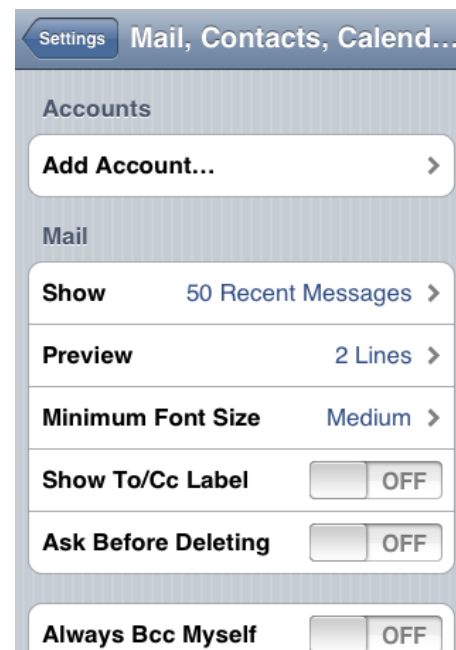 Settings Mail, Contacts, Calend...
Accounts
Add Account...
Mail
Show 50 Recent Messages
Preview 2 Lines
Minimum Font Size Medium
Show To/Cc Label OFF
Ask Before Deleting OFF
Always Bcc Myself OFF